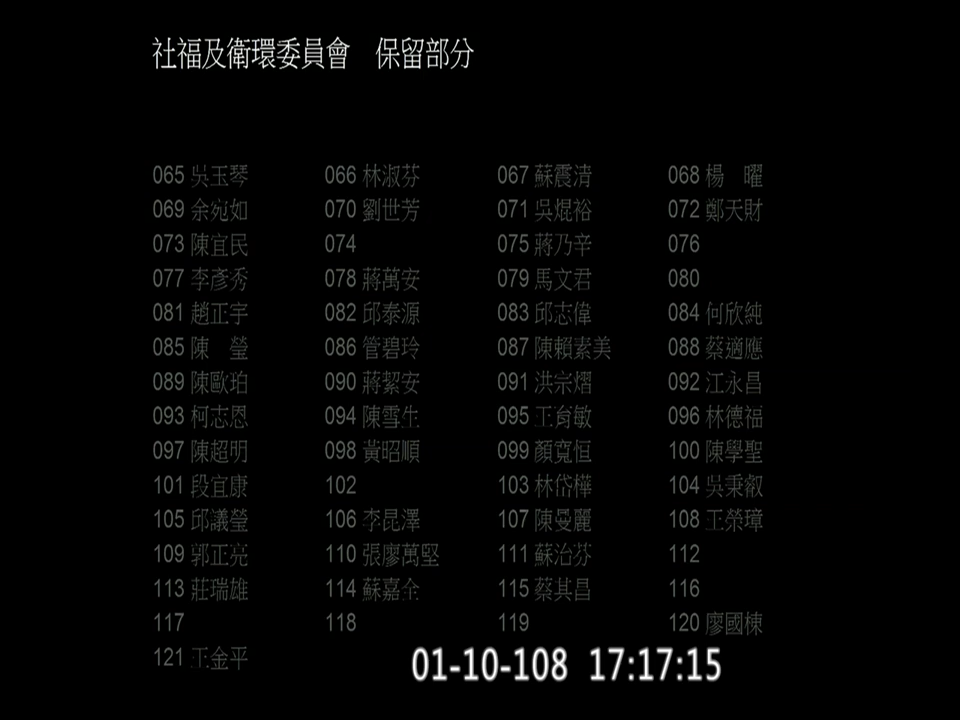 社福及衛環委員會　保留部分
065 吳玉琴 066 林淑芬 067 蘇震清 068 楊　曜
069 余宛如 070 劉世芳 071 吳焜裕 072 鄭天財
073 陳宜民 074 075 蔣乃辛 076
077 李彥秀 078 蔣萬安 079 馬文君 080
081 趙正宇 082 邱泰源 083 邱志偉 084 何欣純
085 陳　瑩 086 管碧玲 087 陳賴素美 088 蔡適應
089 陳歐珀 090 蔣絜安 091 洪宗熠 092 江永昌
093 柯志恩 094 陳雪生 095 王育敏 096 林德福
097 陳超明 098 黃昭順 099 顏寬恒 100 陳學聖
101 段宜康 102 103 林岱樺 104 吳秉叡
105 邱議瑩 106 李昆澤 107 陳曼麗 108 王榮璋
109 郭正亮 110 張廖萬堅 111 蘇治芬 112
113 莊瑞雄 114 蘇嘉全 115 蔡其昌 116
117 118 119 120 廖國棟
121 王金平
01-10-108 17:17:15